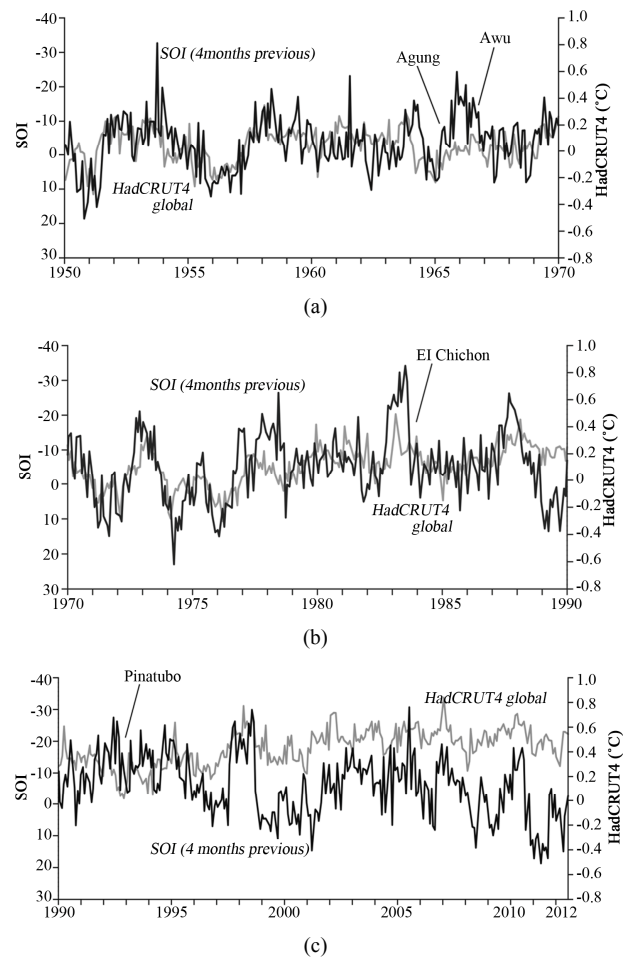 -40
-30
-20
-10
0
10
20
30
SOI
1.0
0.8
0.6
0.4
0.2
0
-0.2
-0.4
-0.6
-0.8
HadCRUT4 (°C)
SOI (4months previous)
Agung
Awu
HadCRUT4
global
1950 1955 1960 1965 1970
(a)
-40
-30
-20
-10
0
10
20
30
SOI
1.0
0.8
0.6
0.4
0.2
0
-0.2
-0.4
-0.6
-0.8
HadCRUT4 (°C)
EI Chichon
SOI (4months previous)
HadCRUT4
global
1970 1975 1980 1985 1990
(b)
-40
-30
-20
-10
0
10
20
30
SOI
1.0
0.8
0.6
0.4
0.2
0
-0.2
-0.4
-0.6
-0.8
HadCRUT4 (°C)
Pinatubo
HadCRUT4 global
SOI (4 months previous)
1990 1995 2000 2005 2010 2012
(c)